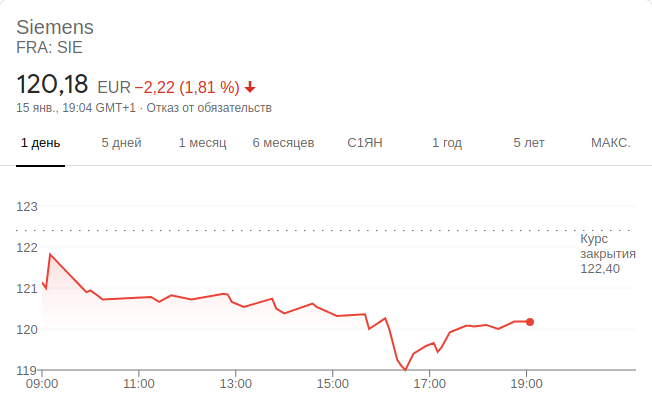 Siemens
FRA: SIE
120,18 EUR −2,22 (1,81 %)
15 янв., 19:04 GMT+1 · Отказ от обязательств
1 день 5 дней 1 месяц 6 месяцев С1ЯН 1 год 5 лет МАКС.
123
Курс
122
закрытия
122,40
121
120
119
09:00 11:00 13:00 15:00 17:00 19:00